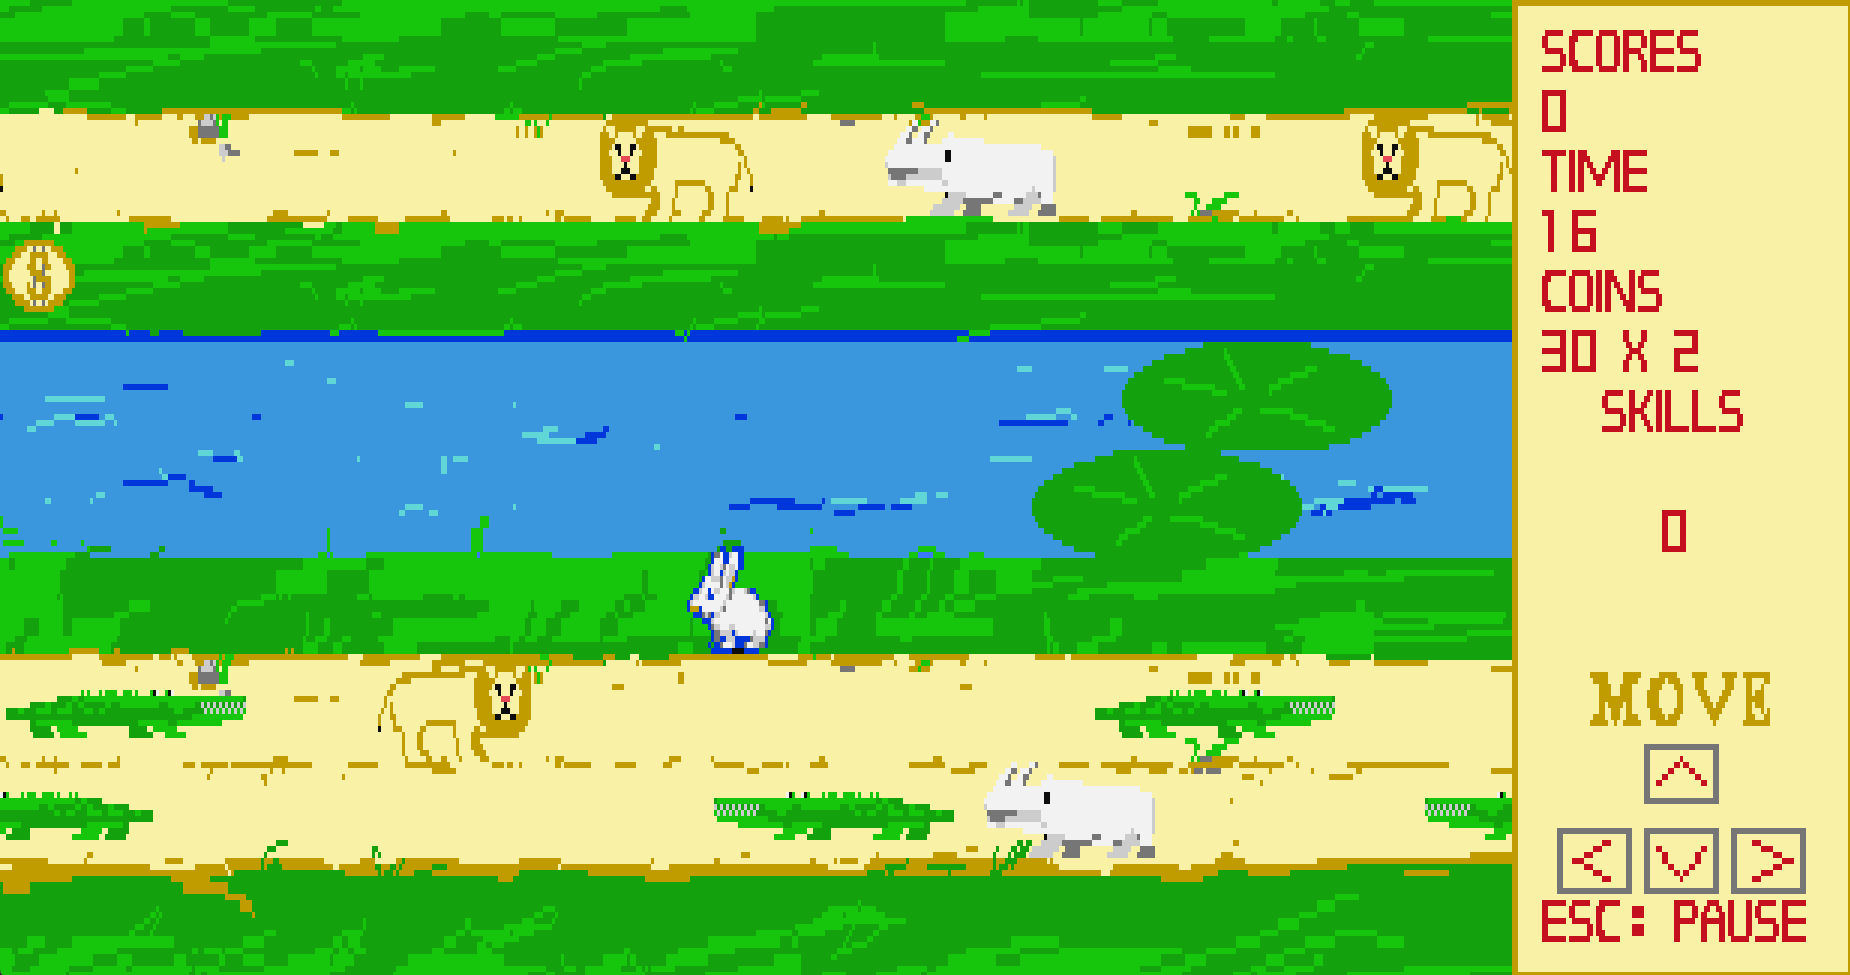 SCORES
0
TIME
16
COINS
30 X 2
SKILLS
0
MOVE
ESC: PAUSE